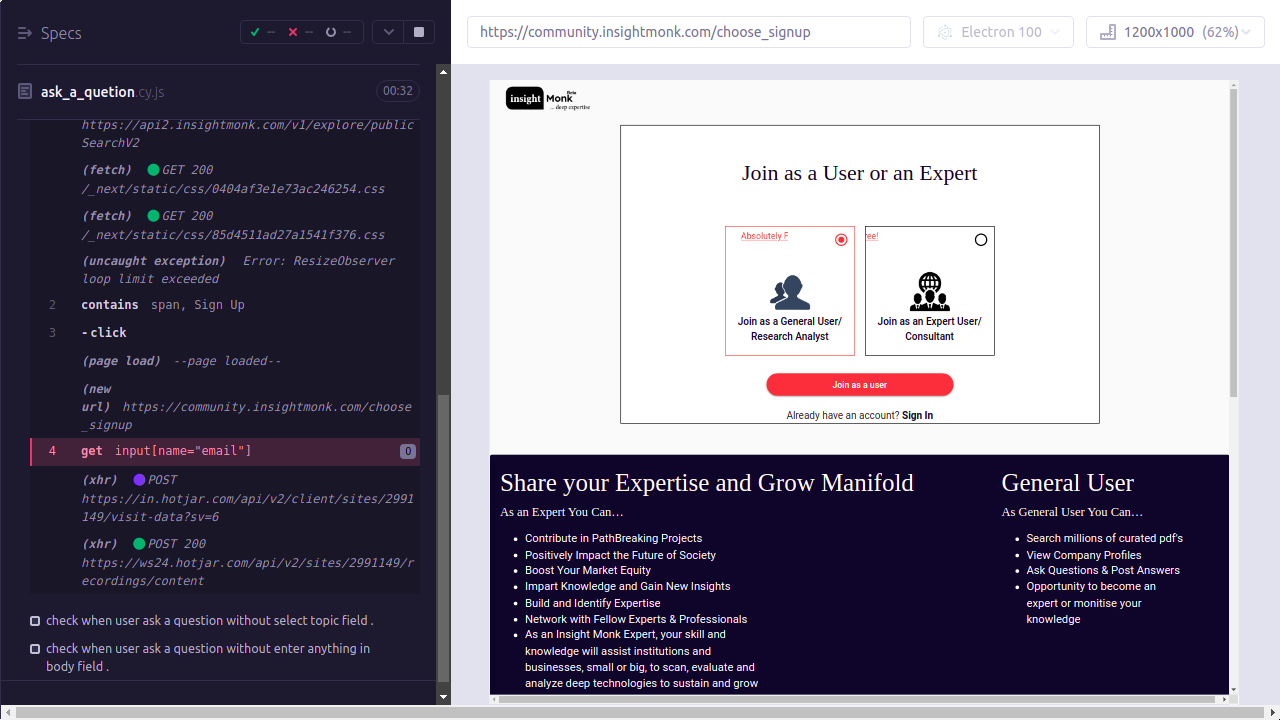 Specs
--
--
--
ask_a_quetion.cy.js
00:32
https://api2.insightmonk.com/v1/explore/public
SearchV2
(fetch) GET 200
/_next/static/css/0404af3e1e73ac246254.css
(fetch) GET 200
/_next/static/css/85d4511ad27a1541f376.css
(uncaught exception) Error: ResizeObserver
loop limit exceeded
2 contains span, Sign Up
3 -click
(page load) --page loaded--
(new
url) https://community.insightmonk.com/choose
_signup
4 get input[name="email"] 0
(xhr) POST
https://in.hotjar.com/api/v2/client/sites/2991
149/visit-data?sv=6
(xhr) POST 200
https://ws24.hotjar.com/api/v2/sites/2991149/r
ecordings/content
check when user ask a question without select topic field .
check when user ask a question without enter anything in
body field .
https://community.insightmonk.com/choose_signup
Electron 100
1200x1000 (62%)
insight Monk Beta
... deep expertise
Join as a User or an Expert
Absolutely F
ree!
Join as a General User/
Research Analyst
Join as an Expert User/
Consultant
Join as a user
Already have an account? Sign In
Share your Expertise and Grow Manifold
As an Expert You Can…
Contribute in PathBreaking Projects
Positively Impact the Future of Society
Boost Your Market Equity
Impart Knowledge and Gain New Insights
Build and Identify Expertise
Network with Fellow Experts & Professionals
As an Insight Monk Expert, your skill and
knowledge will assist institutions and
businesses, small or big, to scan, evaluate and
analyze deep technologies to sustain and grow
General User
As General User You Can…
Search millions of curated pdf's
View Company Profiles
Ask Questions & Post Answers
Opportunity to become an
expert or monitise your
knowledge